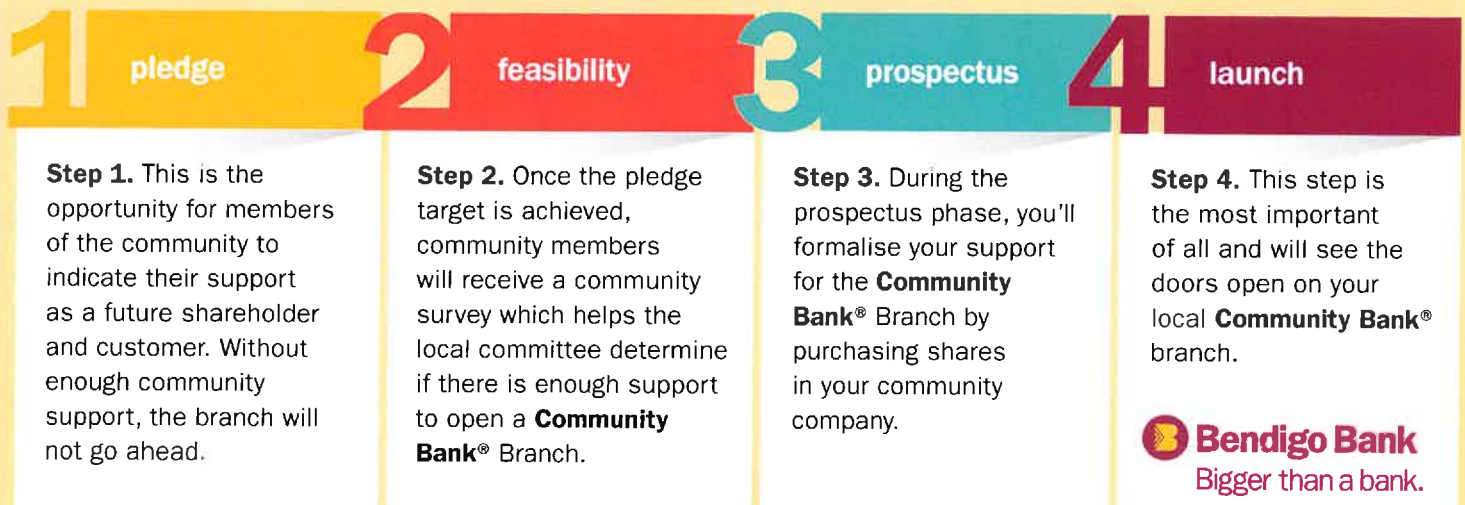 1 pledge
2 feasibility
3 prospectus
4 launch
Step 1. This is the
opportunity for members
of the community to
indicate their support
as a future shareholder
and customer. Without
enough community
support, the branch will
not go ahead.
Step 2. Once the pledge
target is achieved,
community members
will receive a community
survey which helps the
local committee determine
if there is enough support
to open a Community
Bank® Branch.
Step 3. During the
prospectus phase, you'll
formalise your support
for the Community
Bank® Branch by
purchasing shares
in your community
company.
Step 4. This step is
the most important
of all and will see the
doors open on your
local Community Bank®
branch.
Bendigo Bank
Bigger than a bank.